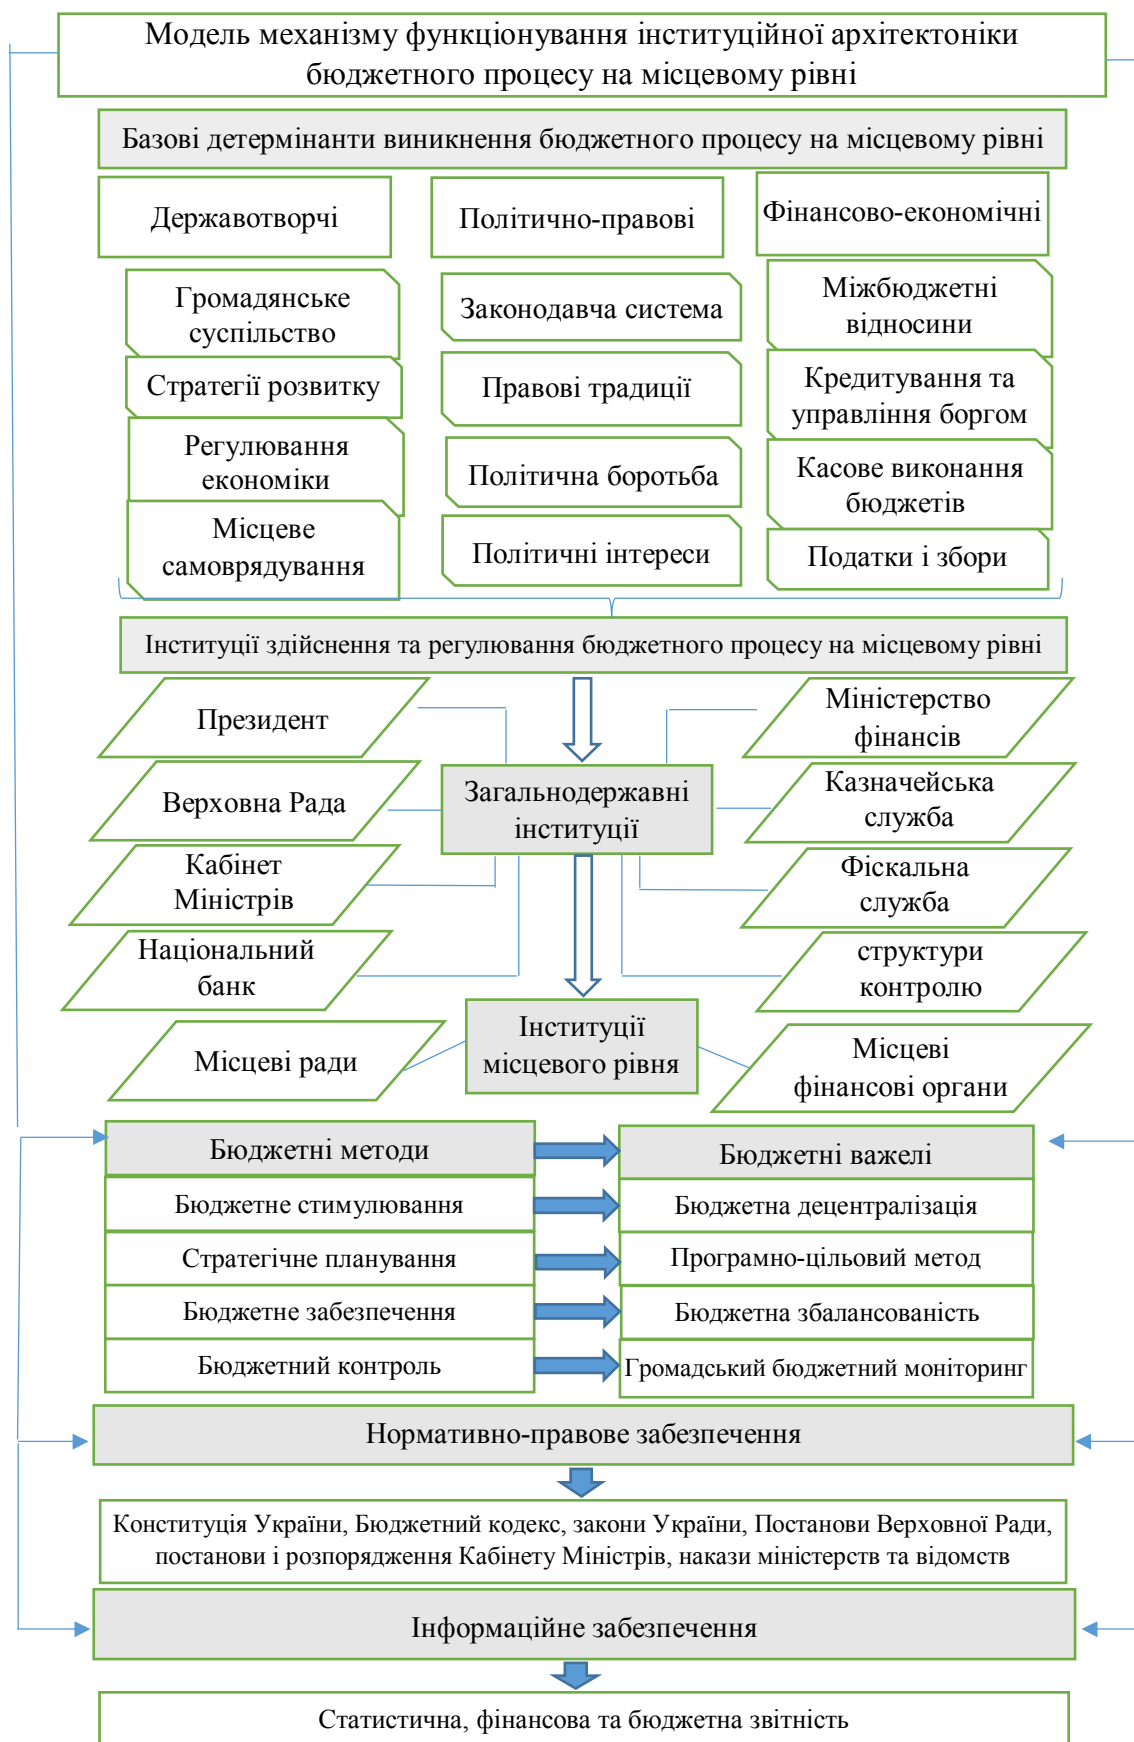 Модель механізму функціонування інституційної архітектоніки
бюджетного процесу на місцевому рівні
Базові детермінанти виникнення бюджетного процесу на місцевому рівні
Державотворчі
Політично-правові
Фінансово-економічні
Громадянське
суспільство
Законодавча система
Міжбюджетні
відносини
Стратегії розвитку
Правові традиції
Кредитування та
управління боргом
Регулювання
економіки
Політична боротьба
Касове виконання
бюджетів
Місцеве
самоврядування
Політичні інтереси
Податки і збори
Інституції здійснення та регулювання бюджетного процесу на місцевому рівні
Президент
Міністерство
фінансів
Верховна Рада
Загальнодержавні
інституції
Казначейська
служба
Кабінет
Міністрів
Фіскальна
служба
Національний
банк
структури
контролю
Місцеві ради
Інституції
місцевого рівня
Місцеві
фінансові органи
Бюджетні методи
Бюджетні важелі
Бюджетне стимулювання
Бюджетна децентралізація
Стратегічне планування
Програмно-цільовий метод
Бюджетне забезпечення
Бюджетна збалансованість
Бюджетний контроль
Громадський бюджетний моніторинг
Нормативно-правове забезпечення
Конституція України, Бюджетний кодекс, закони України, Постанови Верховної Ради,
постанови і розпорядження Кабінету Міністрів, накази міністерств та відомств
Інформаційне забезпечення
Статистична, фінансова та бюджетна звітність